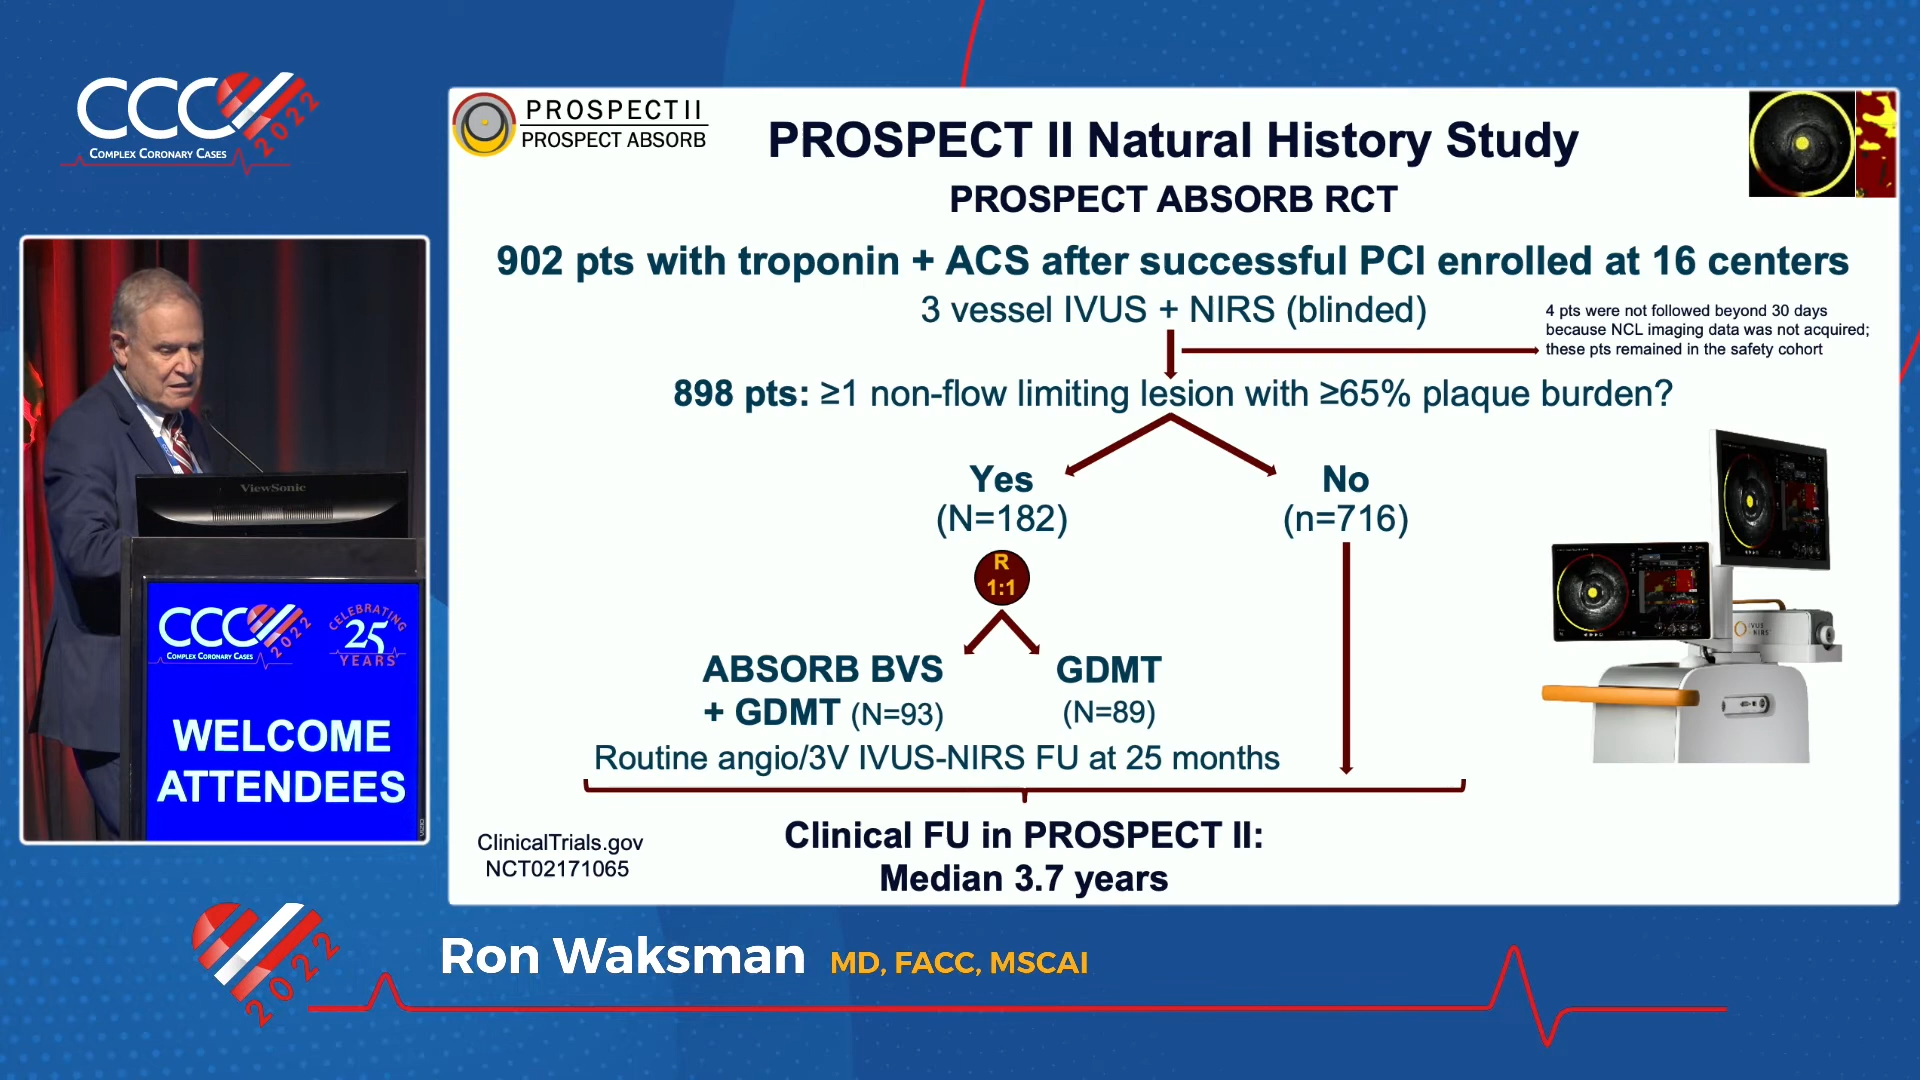 CCC
2022
COMPLEX CORONARY CASES
PROSPECT II
PROSPECT ABSORB
PROSPECT II Natural History Study
PROSPECT ABSORB RCT
902 pts with troponin + ACS after successful PCI enrolled at 16 centers
3 vessel IVUS + NIRS (blinded)
4 pts were not followed beyond 30 days
because NCL imaging data was not acquired;
these pts remained in the safety cohort
898 pts: ≥1 non-flow limiting lesion with ≥65% plaque burden?
Yes
(N=182)
No
(n=716)
R
1:1
ABSORB BVS
+ GDMT (N=93)
GDMT
(N=89)
Routine angio/3V IVUS-NIRS FU at 25 months
Clinical FU in PROSPECT II:
Median 3.7 years
ClinicalTrials.gov
NCT02171065
IVUS
NIRS
ViewSonic
CCC
2022
COMPLEX CORONARY CASES
CELEBRATING
25
YEARS
WELCOME
ATTENDEES
2022
Ron Waksman MD, FACC, MSCAI